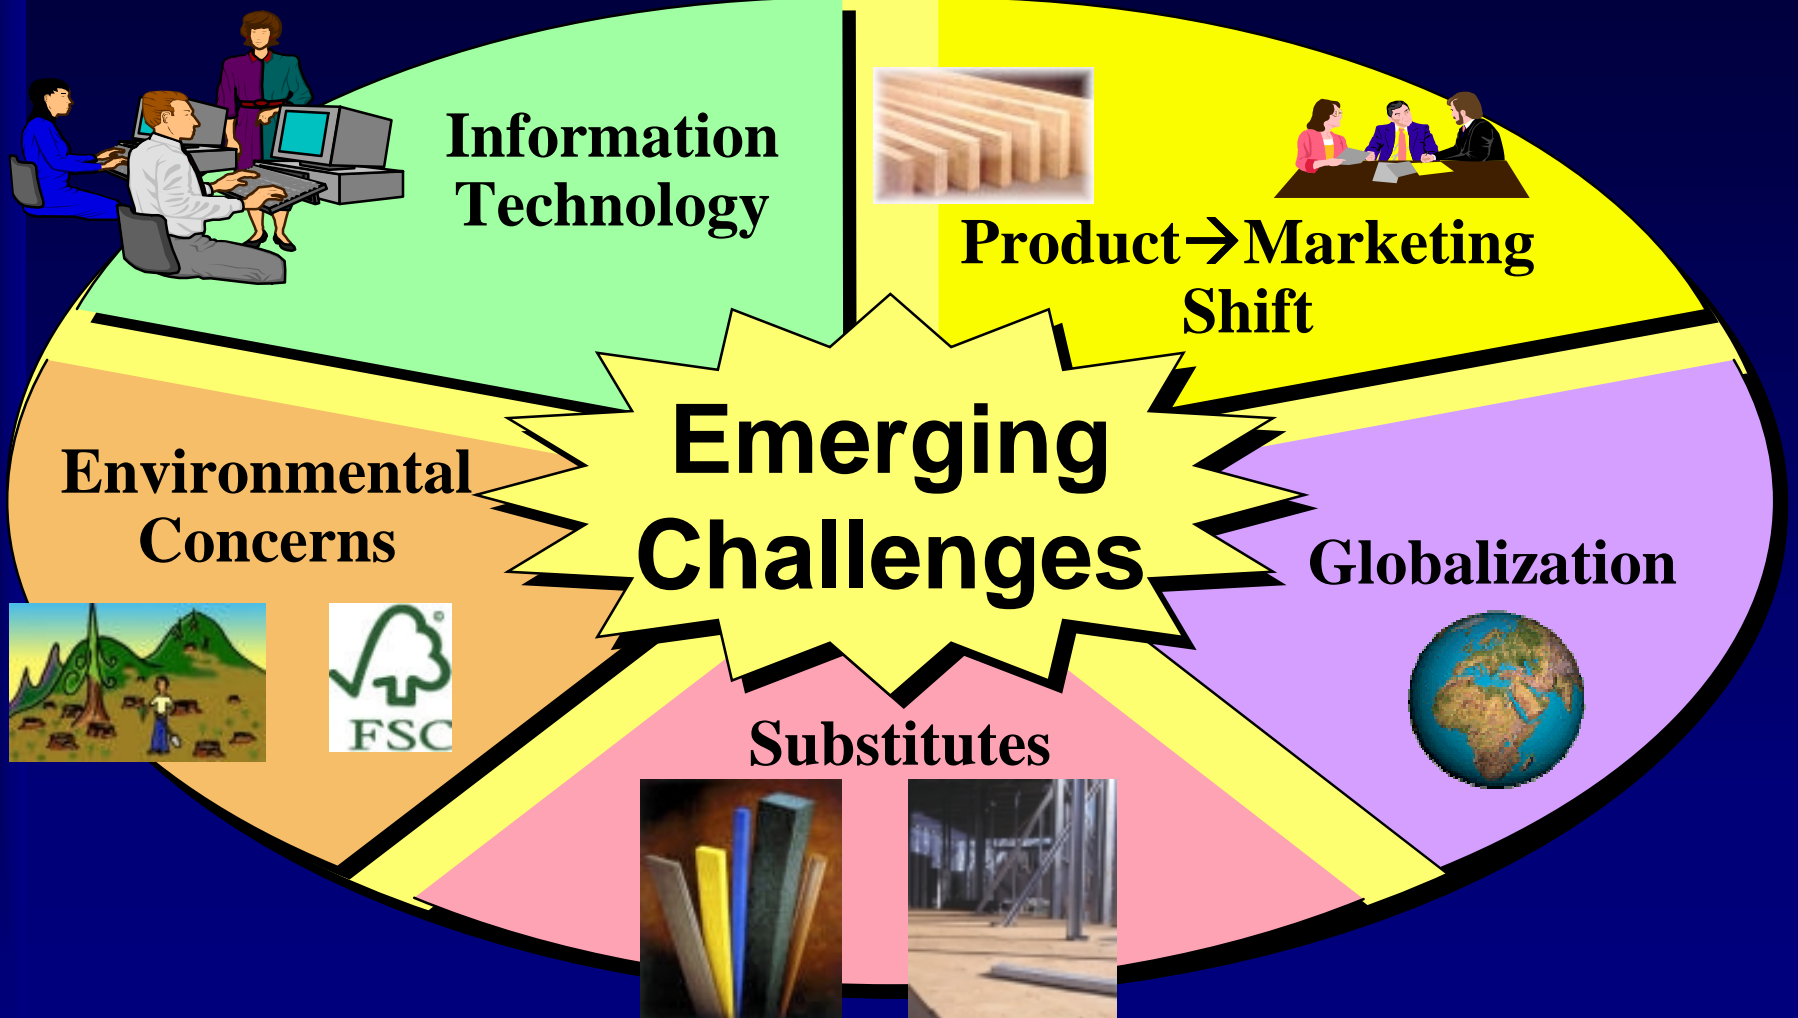 Information
Technology
Product→Marketing
Shift
Emerging
Challenges
Environmental
Concerns
Globalization
©
FSC
Substitutes